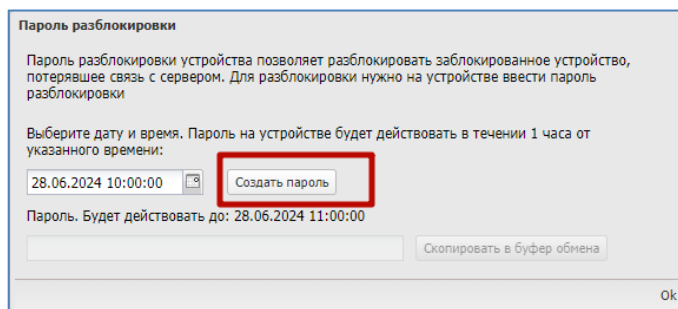 Пароль разблокировки
Пароль разблокировки устройства позволяет разблокировать заблокированное устройство,
потерявшее связь с сервером. Для разблокировки нужно на устройстве ввести пароль
разблокировки
Выберите дату и время. Пароль на устройстве будет действовать в течении 1 часа от
указанного времени:
28.06.2024 10:00:00 Создать пароль
Пароль. Будет действовать до: 28.06.2024 11:00:00
Скопировать в буфер обмена
Ok